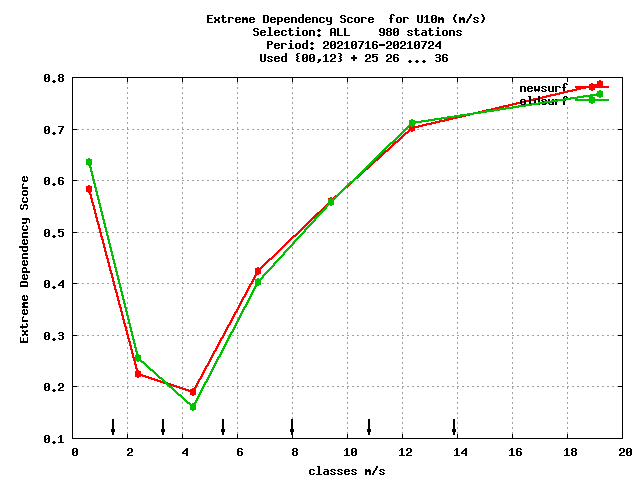 Extreme Dependency Score  for U10m (m/s)
Selection: ALL    980 stations
Period: 20210716-20210724
Used {00,12} + 25 26 ... 36
0.8
0.7
0.6
0.5
0.4
0.3
0.2
0.1
Extreme Dependency Score
newsurf
oldsurf
0 2 4 6 8 10 12 14 16 18 20
classes m/s